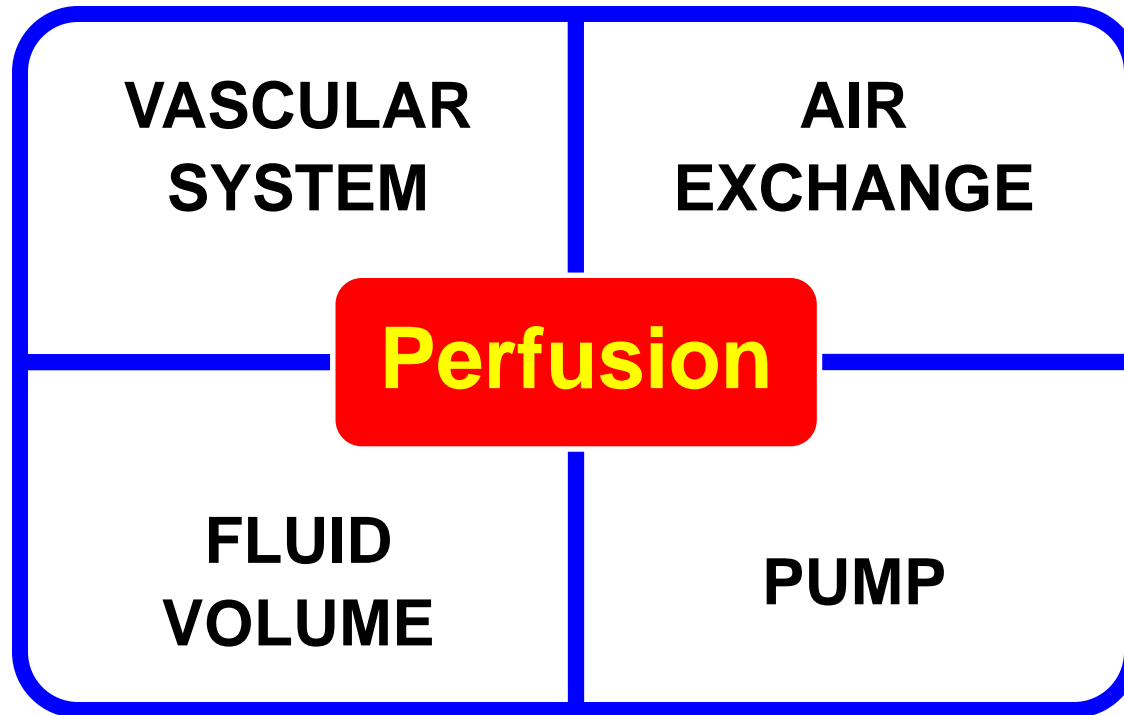 VASCULAR
SYSTEM
AIR
EXCHANGE
Perfusion
FLUID
VOLUME
PUMP